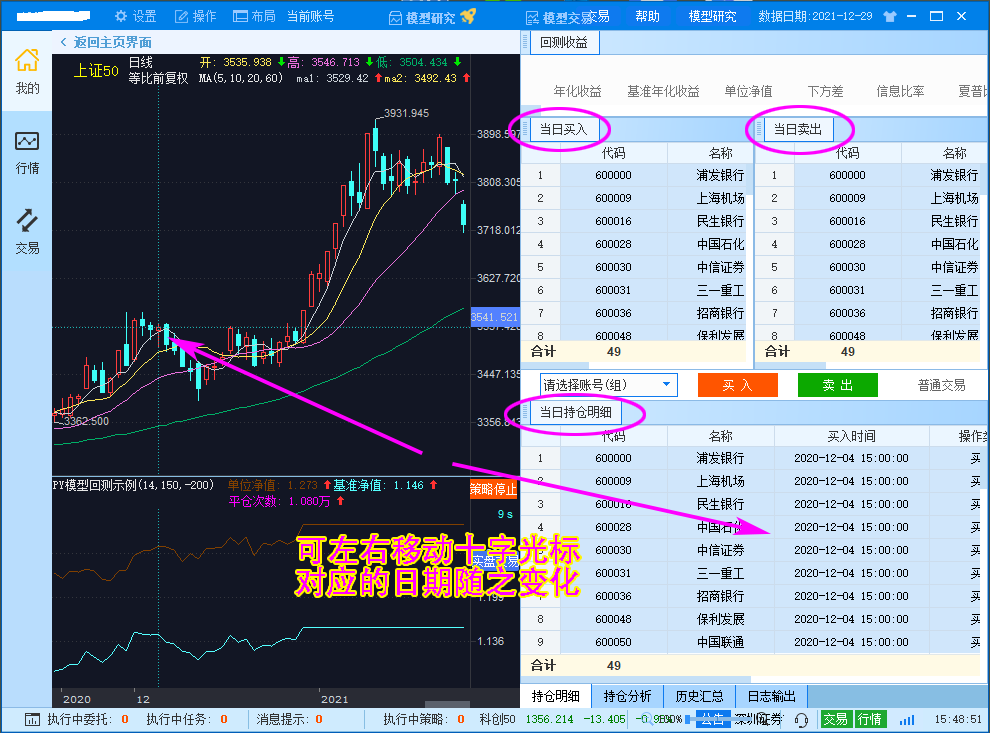 设置 操作 布局 当前账号 模型研究 模型交易 交易 帮助 模型研究 数据日期:2021-12-29
我的
行情
交易
< 返回主页界面
上证50
日线 开: 3535.938 高: 3546.713 低: 3504.434
等比前复权 MA(5,10,20,60) ma1: 3529.42 ma2: 3492.43
3931.945
3808.305
3718.012
3627.720
3541.521
3447.135
3362.500
PY模型回测示例(14,150,-200) 单位净值: 1.273 基准净值: 1.146
平仓次数: 1.080万
策略停止
9 s
1.136
2020 12 2021
可左右移动十字光标
对应的日期随之变化
回测收益
年化收益 基准年化收益 单位净值 下方差 信息比率
当日买入
代码 名称
1 600000 浦发银行
2 600009 上海机场
3 600016 民生银行
4 600028 中国石化
5 600030 中信证券
6 600031 三一重工
7 600036 招商银行
8 600048 保利发展
合计 49
当日卖出
代码 名称
1 600000 浦发银行
2 600009 上海机场
3 600016 民生银行
4 600028 中国石化
5 600030 中信证券
6 600031 三一重工
7 600036 招商银行
8 600048 保利发展
合计 49
请选择账号(组) 买 入 卖 出 普通交易
当日持仓明细
代码 名称 买入时间
1 600000 浦发银行 2020-12-04 15:00:00 买
2 600009 上海机场 2020-12-04 15:00:00 买
3 600016 民生银行 2020-12-04 15:00:00 买
4 600028 中国石化 2020-12-04 15:00:00 买
5 600030 中信证券 2020-12-04 15:00:00 买
6 600031 三一重工 2020-12-04 15:00:00 买
7 600036 招商银行 2020-12-04 15:00:00 买
8 600048 保利发展 2020-12-04 15:00:00 买
9 600050 中国联通 2020-12-04 15:00:00 买
合计 49
持仓明细 持仓分析 历史汇总 日志输出
执行中委托: 0 执行中任务: 0 消息提示: 0 执行中策略: 0 科创50 1356.214 -13.405 公告 交易 行情 15:48:51